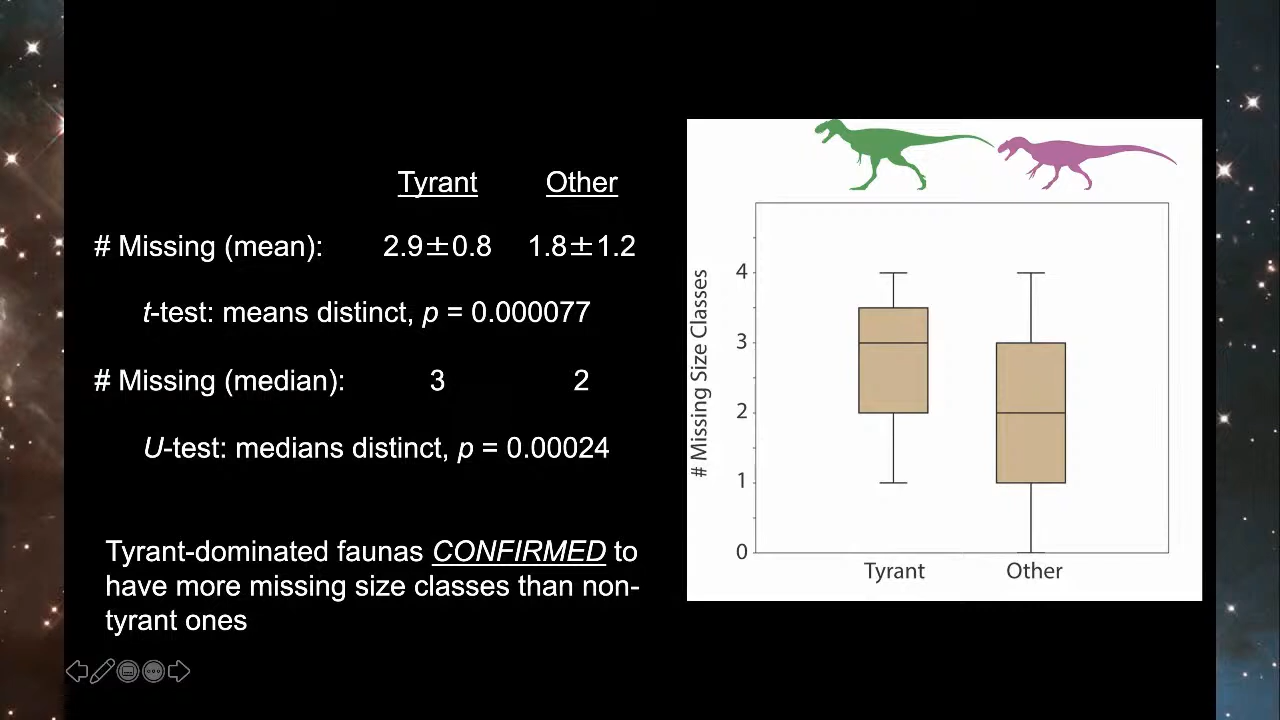 Tyrant Other
# Missing (mean): 2.9±0.8 1.8±1.2
t-test: means distinct, p = 0.000077
# Missing (median): 3 2
U-test: medians distinct, p = 0.00024
Tyrant-dominated faunas CONFIRMED to
have more missing size classes than non-
tyrant ones
# Missing Size Classes
4
3
2
1
0
Tyrant Other